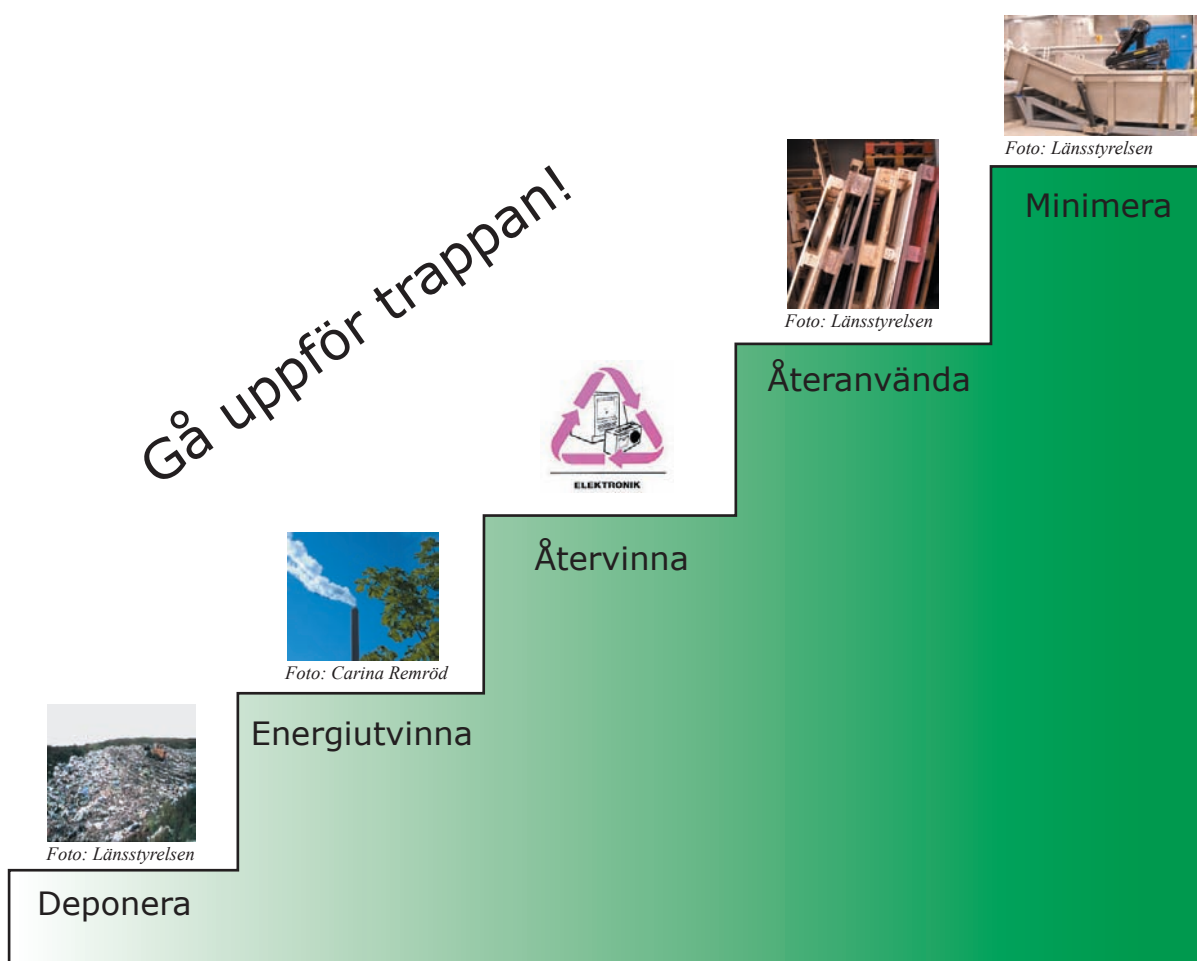 Foto: Länsstyrelsen
Minimera
Gå uppför trappan!
Foto: Länsstyrelsen
Återanvända
ELEKTRONIK
Återvinna
Foto: Carina Remröd
Energiutvinna
Foto: Länsstyrelsen
Deponera